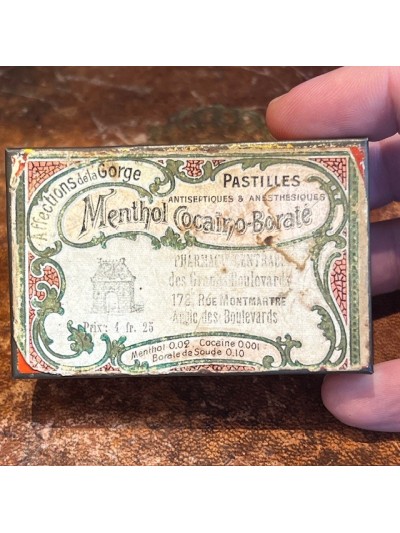 Affections de la Gorge
PASTILLES
ANTISEPTIQUES & ANESTHÉSIQUES
Menthol Cocaïno-Boraté
PHARMACIE CENTRALE
des Grands Boulevards
178, RUE MONTMARTRE
Angle des Boulevards
Prix: 1 fr. 25
Menthol 0,02 Cocaïne 0,001
Borate de Soude 0,10